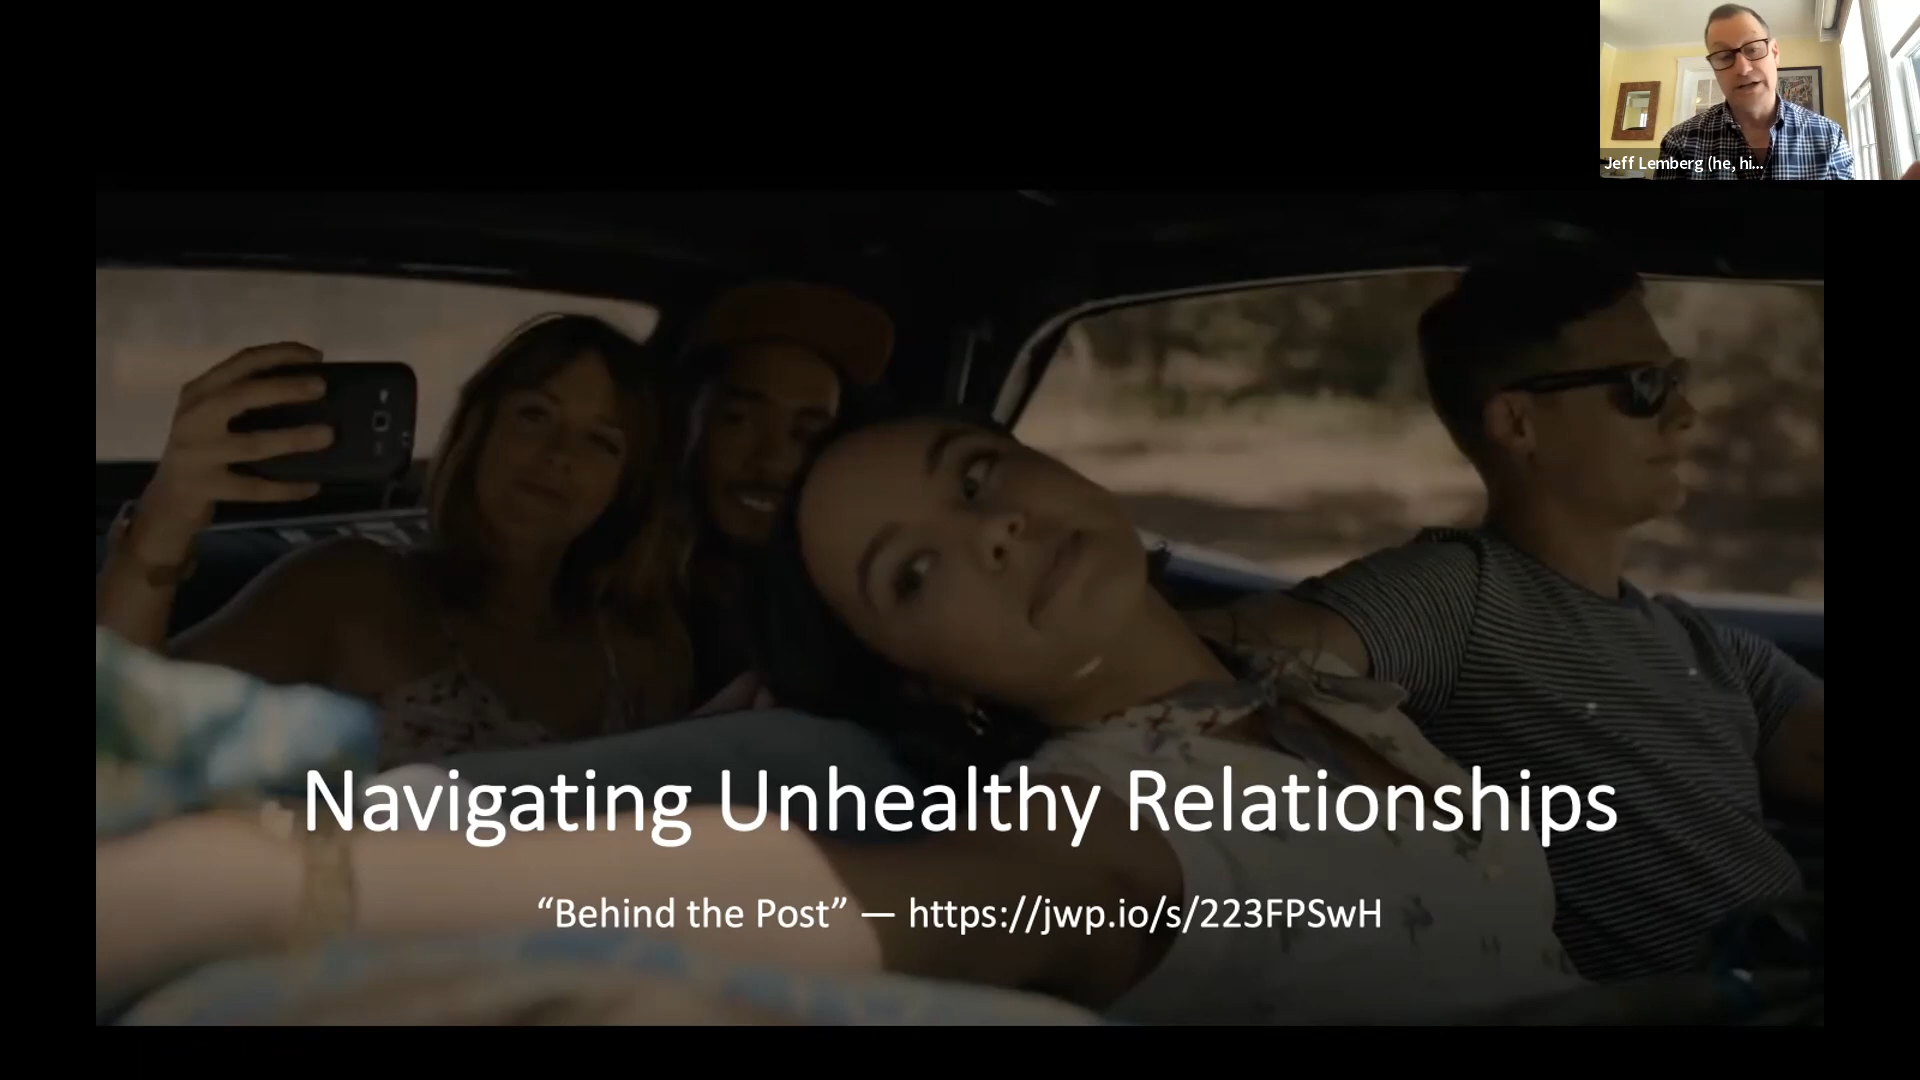 Jeff Lemberg (he, hi...
Navigating Unhealthy Relationships
“Behind the Post” — https://jwp.io/s/223FPSwH